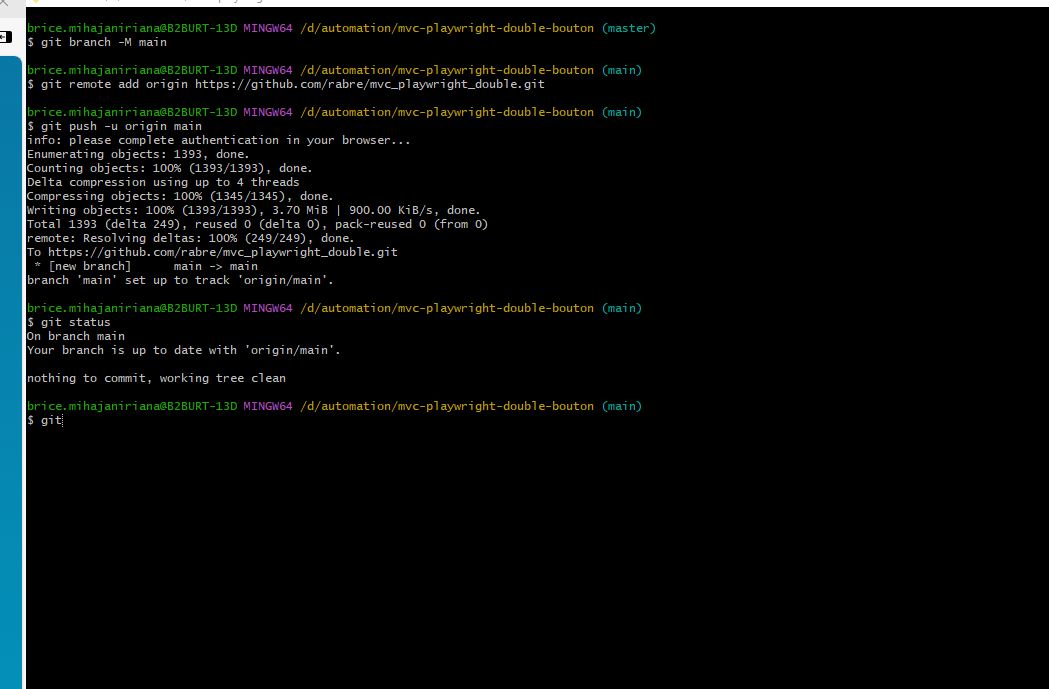 brice.mihajaniriana@B2BURT-13D MINGW64 /d/automation/mvc-playwright-double-bouton (master)
$ git branch -M main
brice.mihajaniriana@B2BURT-13D MINGW64 /d/automation/mvc-playwright-double-bouton (main)
$ git remote add origin https://github.com/rabre/mvc_playwright_double.git
brice.mihajaniriana@B2BURT-13D MINGW64 /d/automation/mvc-playwright-double-bouton (main)
$ git push -u origin main
info: please complete authentication in your browser...
Enumerating objects: 1393, done.
Counting objects: 100% (1393/1393), done.
Delta compression using up to 4 threads
Compressing objects: 100% (1345/1345), done.
Writing objects: 100% (1393/1393), 3.70 MiB | 900.00 KiB/s, done.
Total 1393 (delta 249), reused 0 (delta 0), pack-reused 0 (from 0)
remote: Resolving deltas: 100% (249/249), done.
To https://github.com/rabre/mvc_playwright_double.git
 * [new branch]      main -> main
branch 'main' set up to track 'origin/main'.
brice.mihajaniriana@B2BURT-13D MINGW64 /d/automation/mvc-playwright-double-bouton (main)
$ git status
On branch main
Your branch is up to date with 'origin/main'.
nothing to commit, working tree clean
brice.mihajaniriana@B2BURT-13D MINGW64 /d/automation/mvc-playwright-double-bouton (main)
$ git